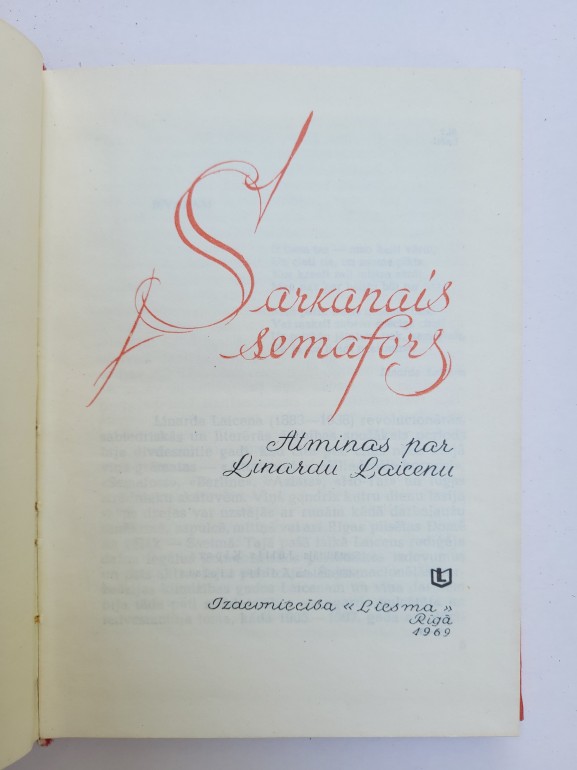 Sarkanais
semafors
Atmiņas par
Linardu Laicenu
L
Izdevniecība «Liesma»
Rīgā
1969